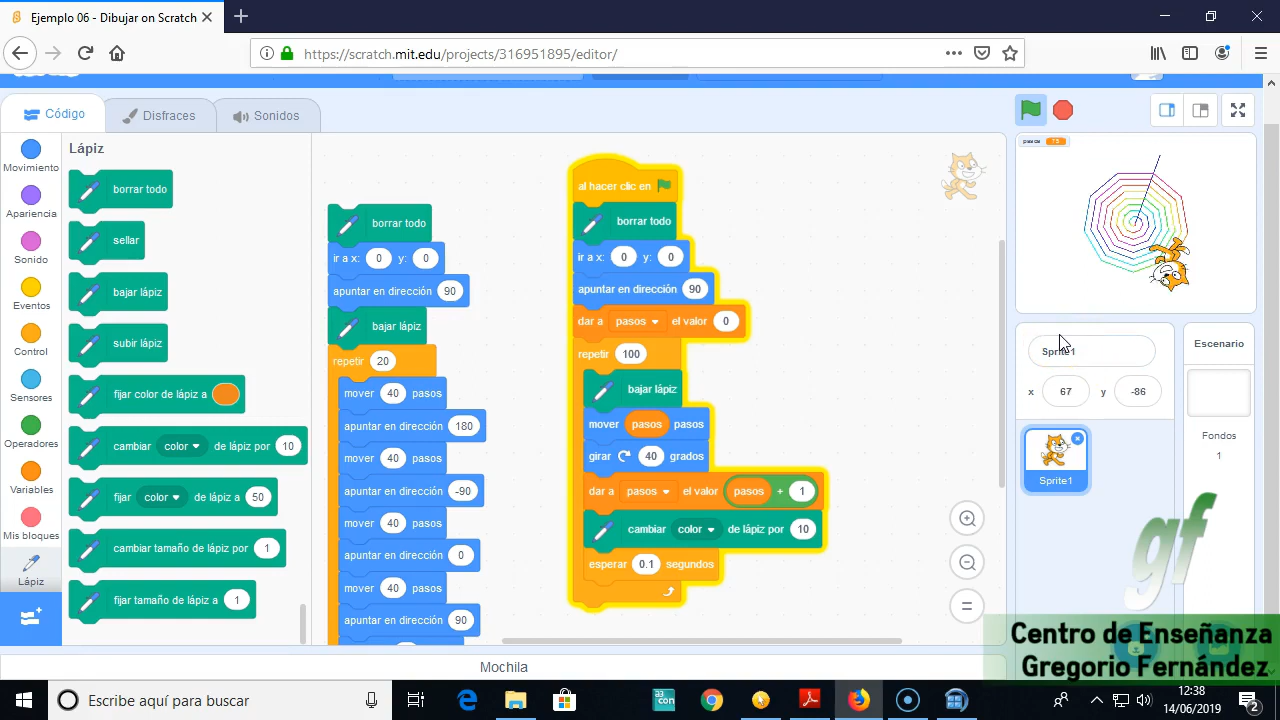 Ejemplo 06 - Dibujar on Scratch
https://scratch.mit.edu/projects/316951895/editor/
Código
Disfraces
Sonidos
Movimiento
Apariencia
Sonido
Eventos
Control
Sensores
Operadores
Variables
Mis bloques
Lápiz
Lápiz
borrar todo
sellar
bajar lápiz
subir lápiz
fijar color de lápiz a
cambiar color de lápiz por 10
fijar color de lápiz a 50
cambiar tamaño de lápiz por 1
fijar tamaño de lápiz a 1
borrar todo
ir a x: 0 y: 0
apuntar en dirección 90
bajar lápiz
repetir 20
mover 40 pasos
apuntar en dirección 180
mover 40 pasos
apuntar en dirección -90
mover 40 pasos
apuntar en dirección 0
mover 40 pasos
apuntar en dirección 90
al hacer clic en
borrar todo
ir a x: 0 y: 0
apuntar en dirección 90
dar a pasos el valor 0
repetir 100
bajar lápiz
mover pasos pasos
girar 40 grados
dar a pasos el valor pasos + 1
cambiar color de lápiz por 10
esperar 0.1 segundos
Sprite1
x 67 y -86
Sprite1
Escenario
Fondos
1
gf
Centro de Enseñanza
Gregorio Fernández
Mochila
Escribe aquí para buscar
12:38
14/06/2019
2